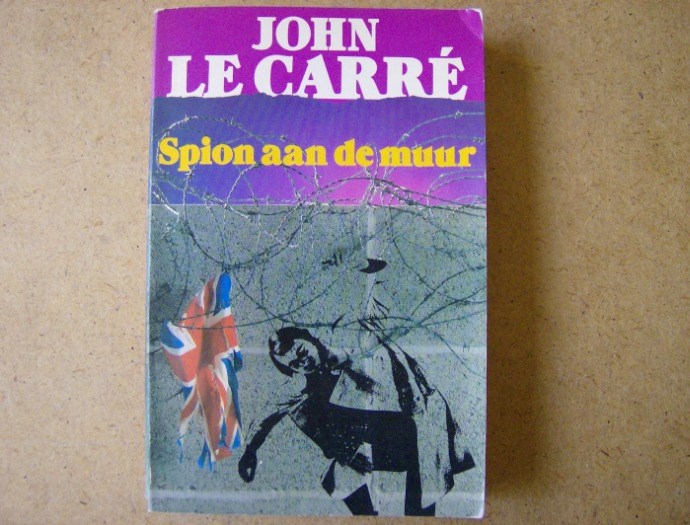 JOHN
LE CARRÉ
Spion aan de muur